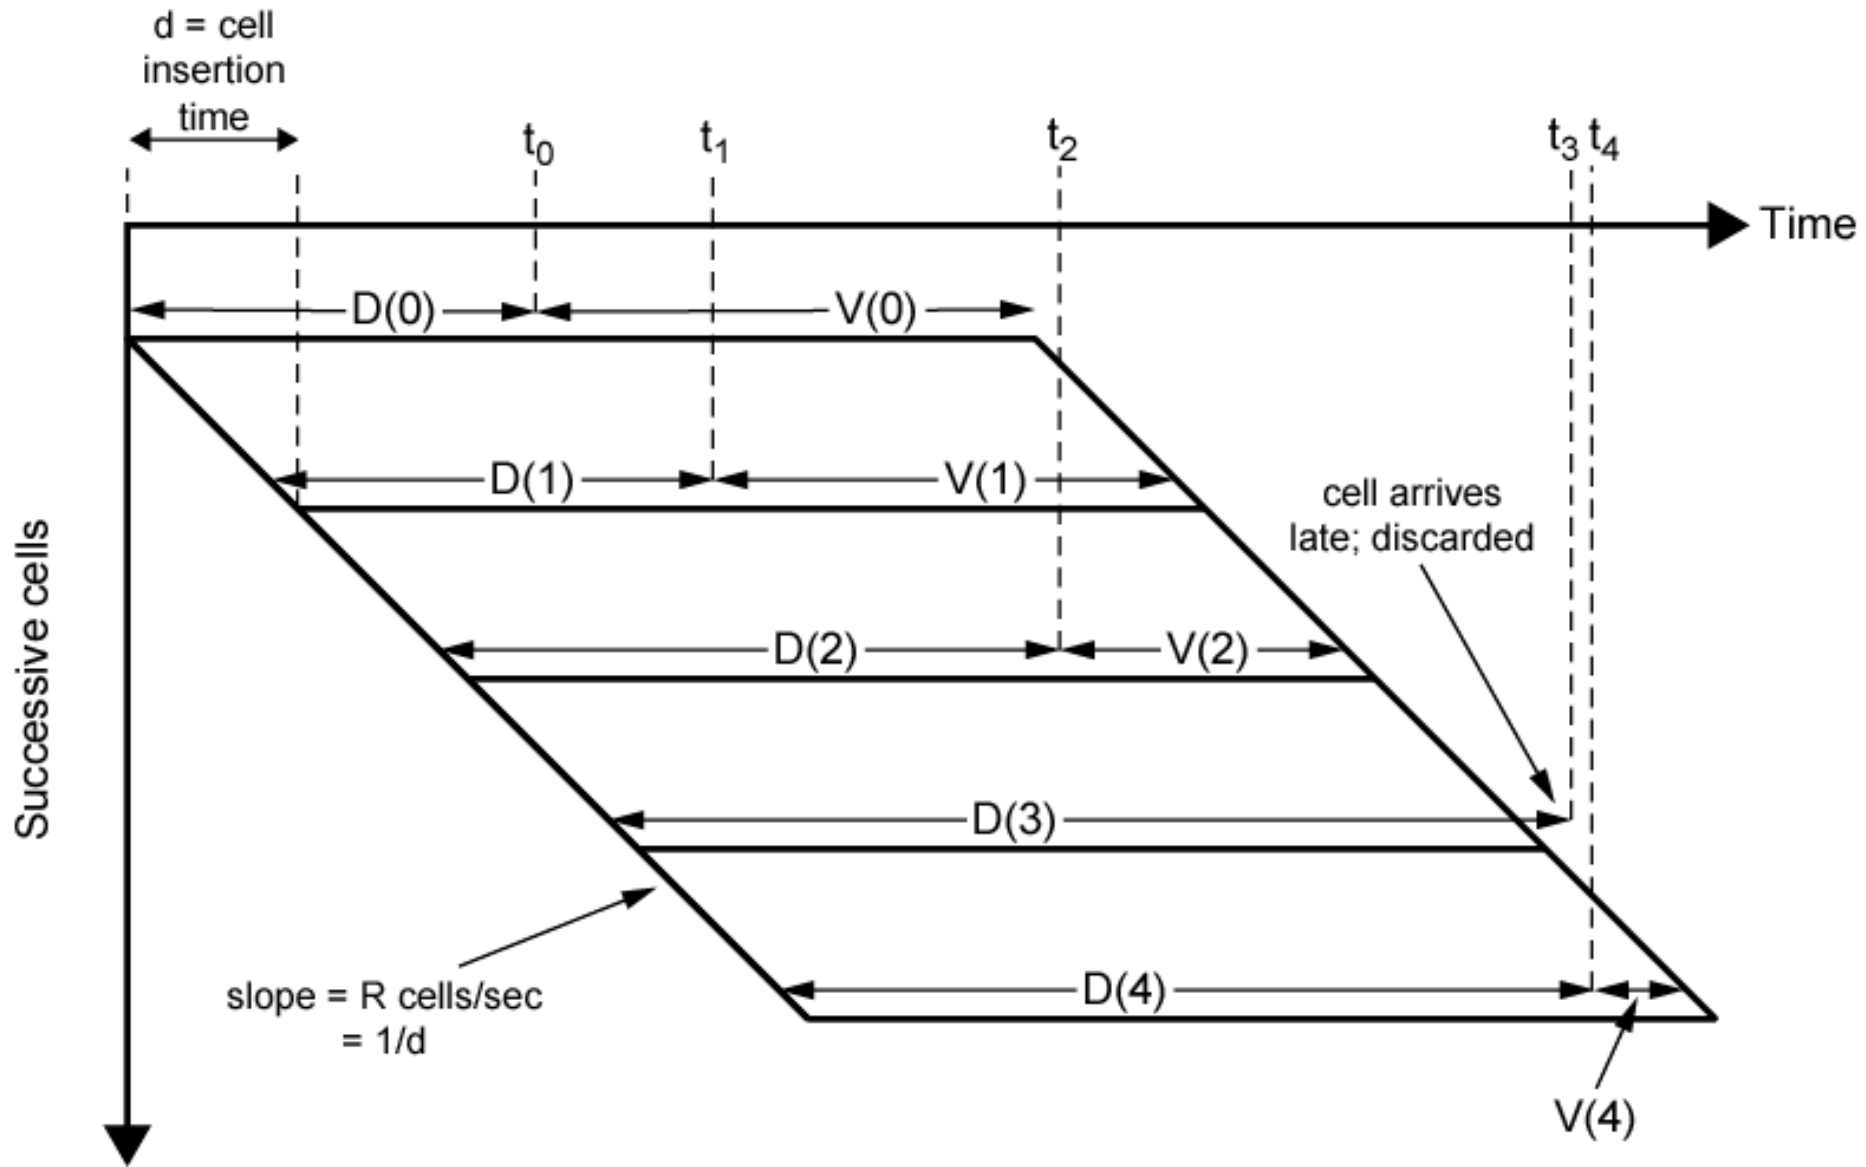 d = cell
insertion
time
t₀
t₁
t₂
t₃ t₄
Time
D(0)
V(0)
D(1)
V(1)
cell arrives
late; discarded
Successive cells
D(2)
V(2)
D(3)
D(4)
slope = R cells/sec
= 1/d
V(4)